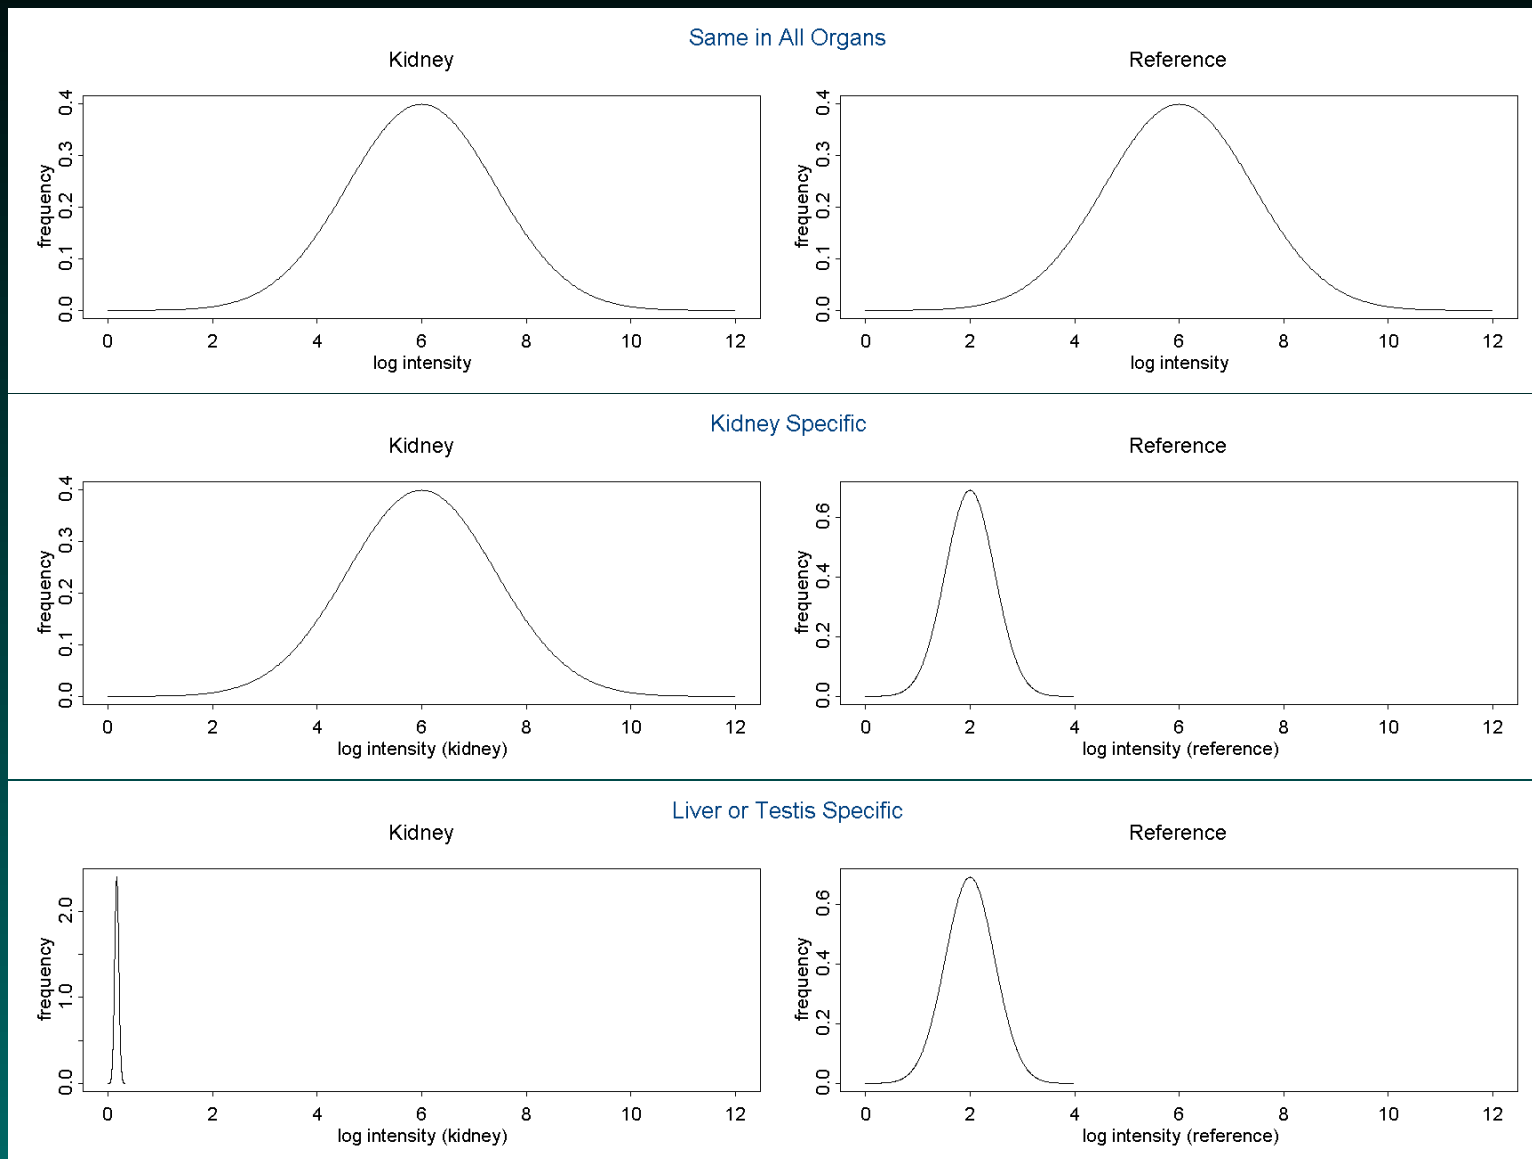 Same in All Organs
Kidney
Reference
frequency
0.0 0.1 0.2 0.3 0.4
0 2 4 6 8 10 12
log intensity
frequency
0.0 0.1 0.2 0.3 0.4
0 2 4 6 8 10 12
log intensity
Kidney Specific
Kidney
Reference
frequency
0.0 0.1 0.2 0.3 0.4
0 2 4 6 8 10 12
log intensity (kidney)
frequency
0.0 0.2 0.4 0.6
0 2 4 6 8 10 12
log intensity (reference)
Liver or Testis Specific
Kidney
Reference
frequency
0.0 1.0 2.0
0 2 4 6 8 10 12
log intensity (kidney)
frequency
0.0 0.2 0.4 0.6
0 2 4 6 8 10 12
log intensity (reference)